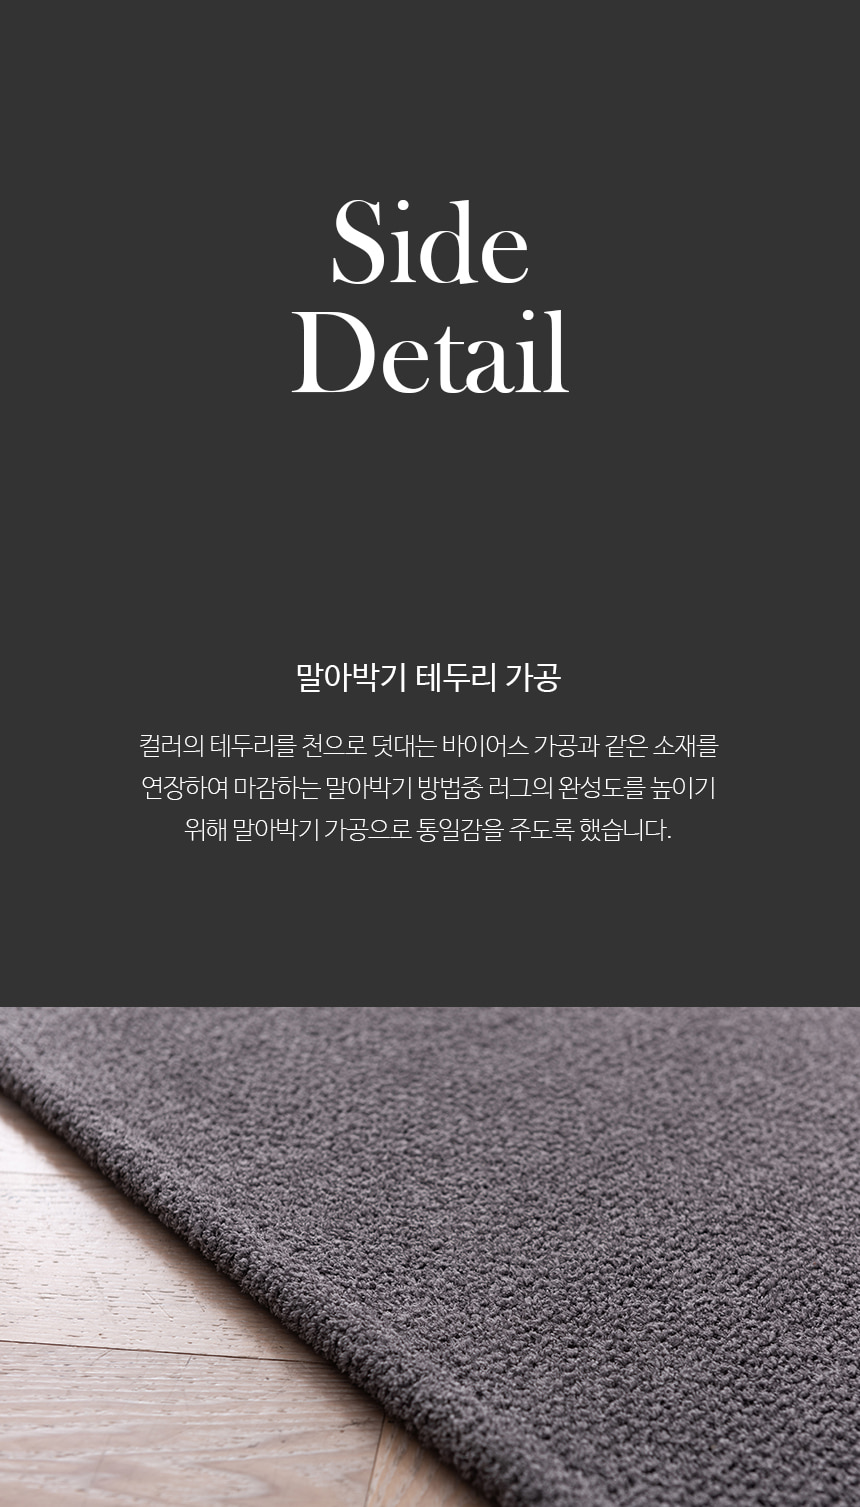 Side
Detail
말아박기 테두리 가공
컬러의 테두리를 천으로 덧대는 바이어스 가공과 같은 소재를
연장하여 마감하는 말아박기 방법중 러그의 완성도를 높이기
위해 말아박기 가공으로 통일감을 주도록 했습니다.